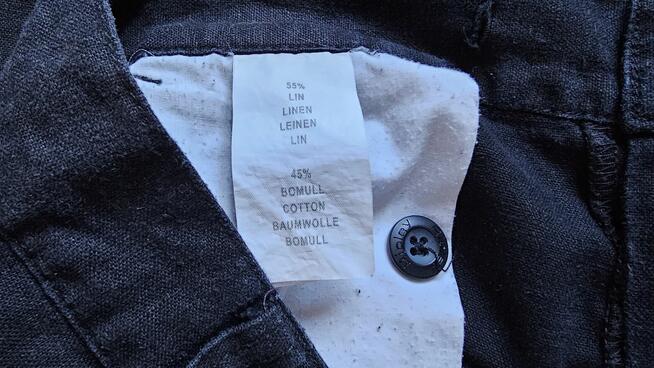 55%
LIN
LINEN
LEINEN
LIN
45%
BOMULL
COTTON
BAUMWOLLE
BOMULL